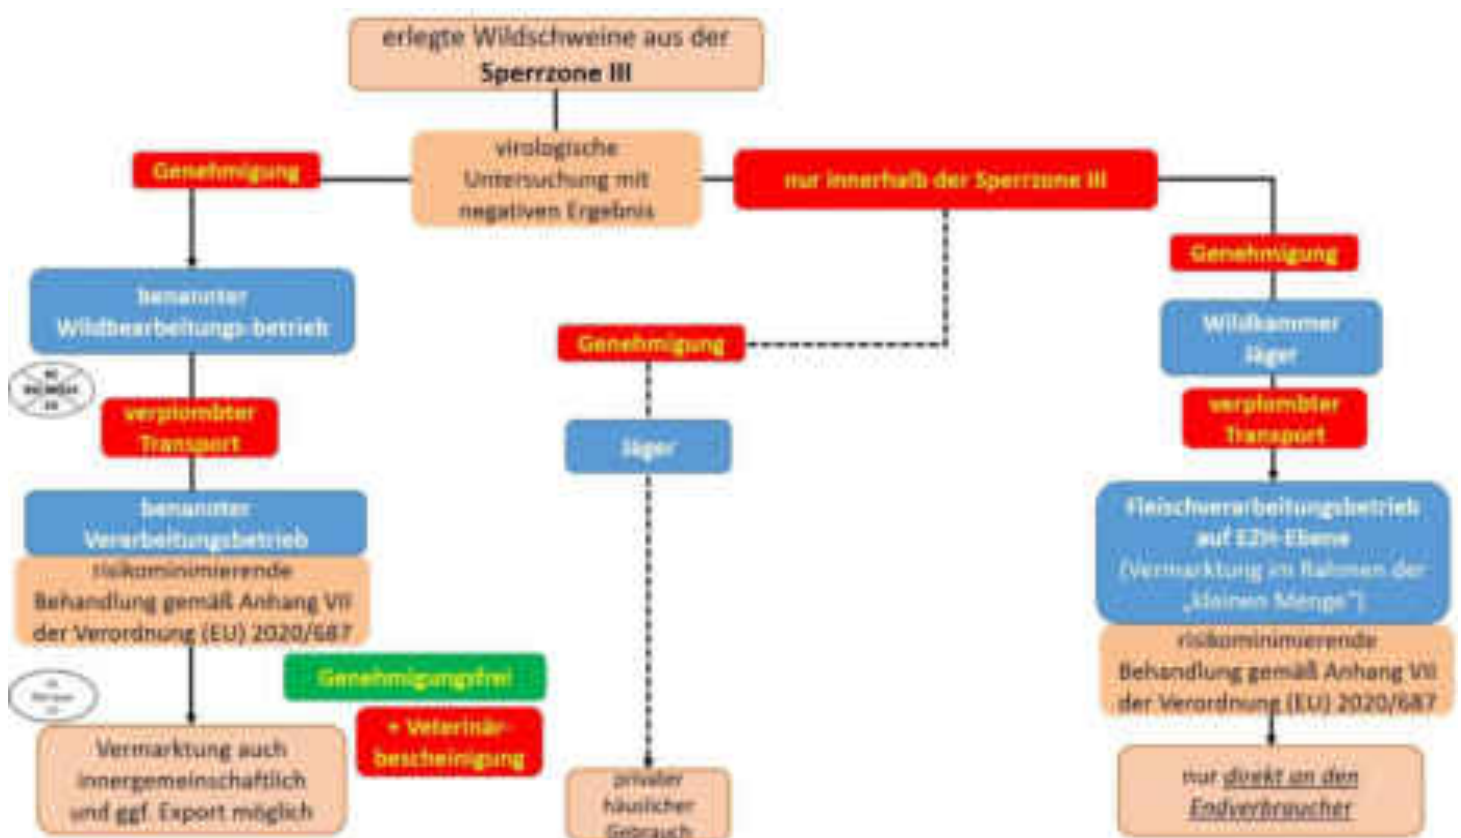 erlegte Wildschweine aus der
Sperrzone III
virologische
Untersuchung mit
negativen Ergebnis
Genehmigung
nur innerhalb der Sperrzone III
benannter
Wildbearbeitungs-betrieb
verplombter
Transport
benannter
Verarbeitungsbetrieb
risikominimierende
Behandlung gemäß Anhang VII
der Verordnung (EU) 2020/687
Genehmigungsfrei
+ Veterinär-
bescheinigung
Vermarktung auch
innergemeinschaftlich
und ggf. Export möglich
Genehmigung
Jäger
privater
häuslicher
Gebrauch
Genehmigung
Wildkammer
Jäger
verplombter
Transport
Fleischverarbeitungsbetrieb
auf EZH-Ebene
(Vermarktung im Rahmen der
„kleinen Menge")
risikominimierende
Behandlung gemäß Anhang VII
der Verordnung (EU) 2020/687
nur direkt an den
Endverbraucher